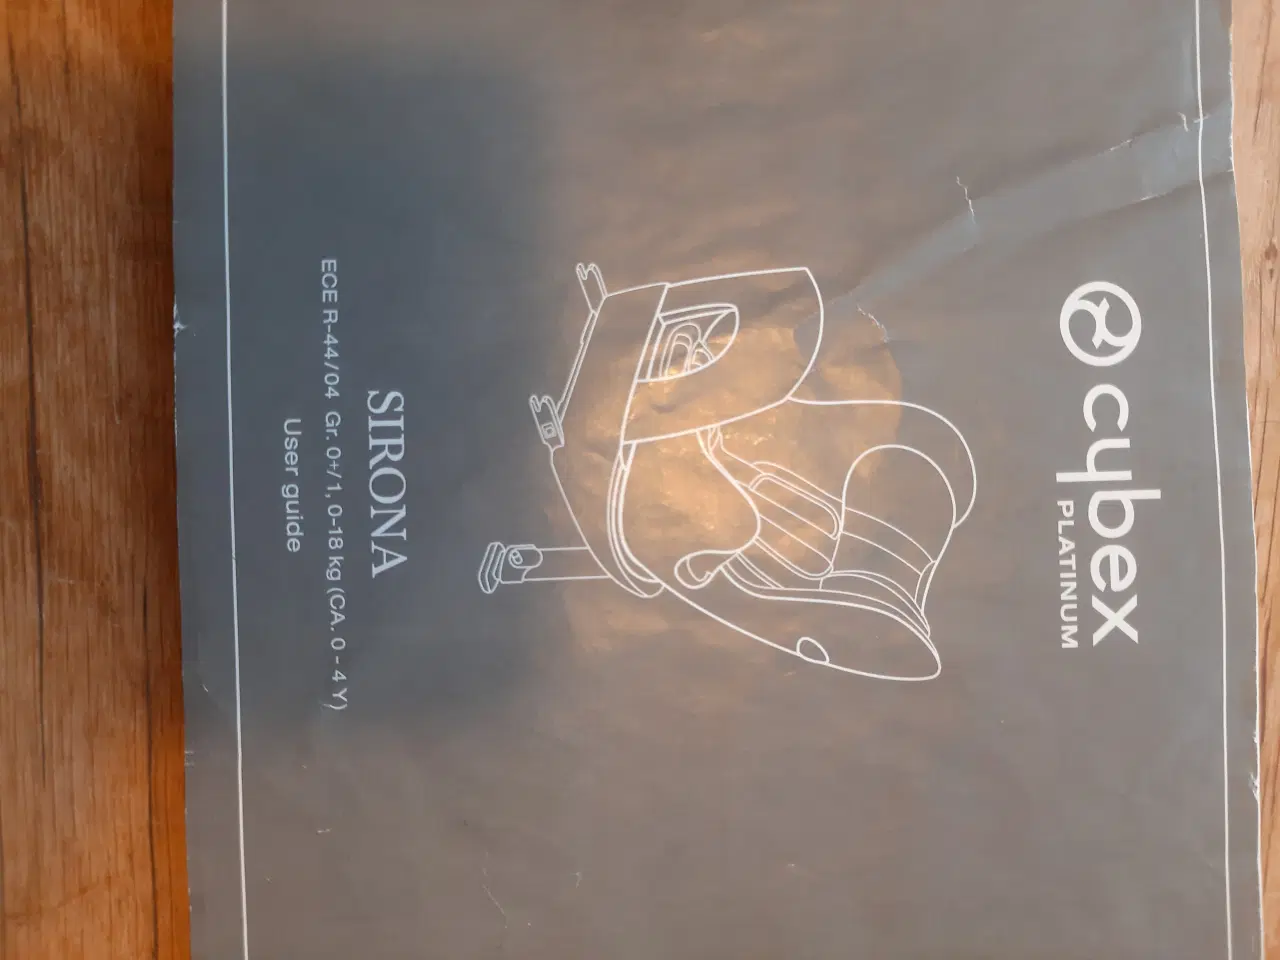 cybex
PLATINUM
SIRONA
ECE R-44/04 Gr. 0+/1, 0-18 kg (CA. 0 - 4 Y)
User guide